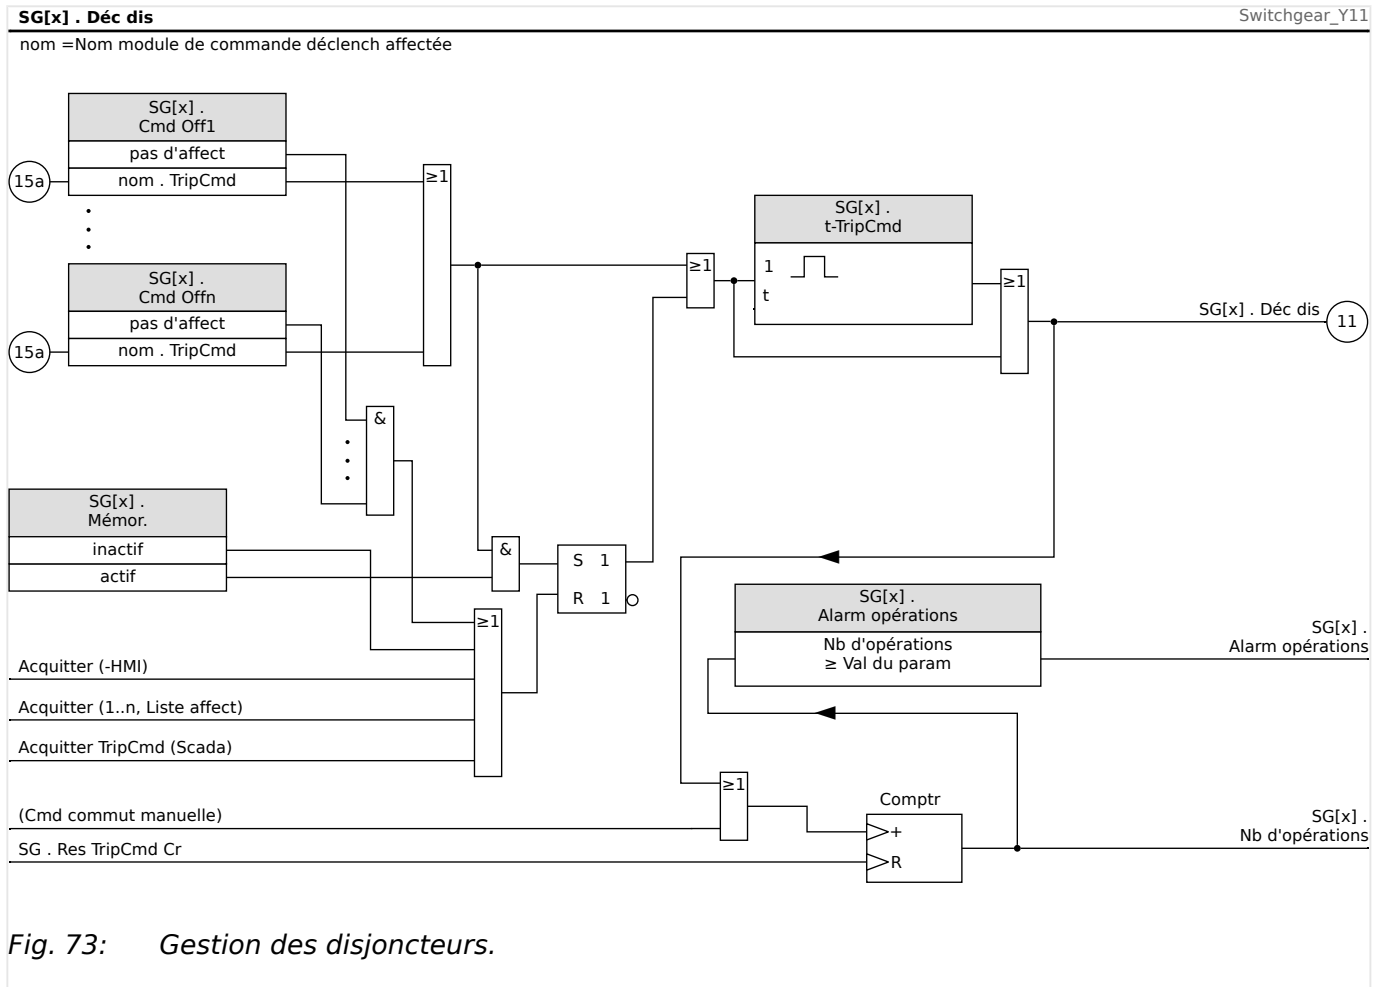 SG[x] . Déc dis
Switchgear_Y11
nom =Nom module de commande déclench affectée
SG[x] .
Cmd Off1
pas d'affect
15a
nom . TripCmd
≥1
SG[x] .
Cmd Offn
pas d'affect
15a
nom . TripCmd
≥1
SG[x] .
t-TripCmd
1
t
≥1
SG[x] . Déc dis
11
&
SG[x] .
Mémor.
inactif
actif
&
S 1
R 1
≥1
Acquitter (-HMI)
Acquitter (1..n, Liste affect)
Acquitter TripCmd (Scada)
SG[x] .
Alarm opérations
Nb d'opérations
≥ Val du param
SG[x] .
Alarm opérations
(Cmd commut manuelle)
SG . Res TripCmd Cr
≥1
Comptr
+
R
SG[x] .
Nb d'opérations
Fig. 73: Gestion des disjoncteurs.